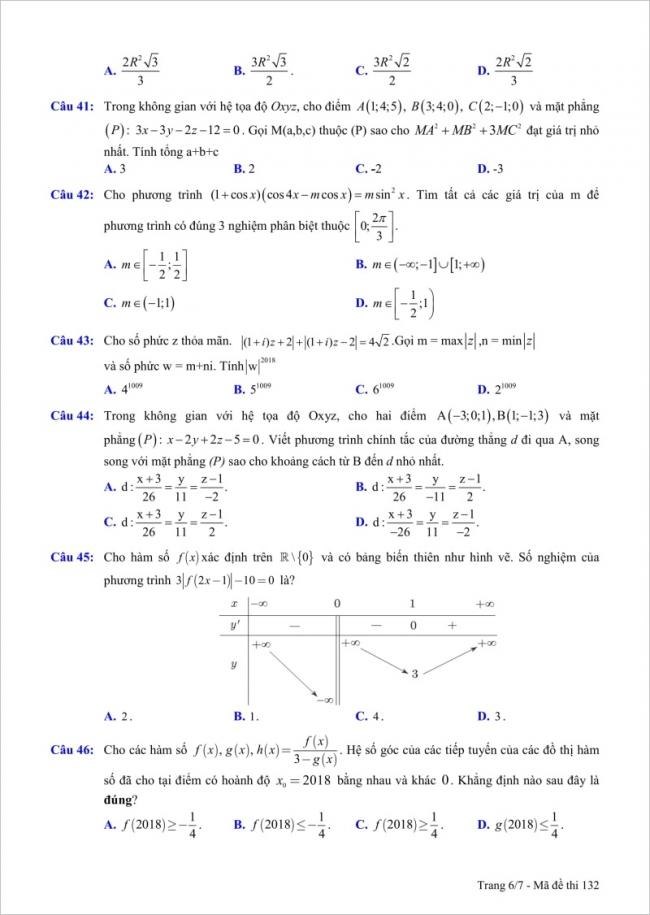 A. \frac{2R^2\sqrt{3}}{3} B. \frac{3R^2\sqrt{3}}{2}. C. \frac{3R^2\sqrt{2}}{2} D. \frac{2R^2\sqrt{2}}{3}
Câu 41: Trong không gian với hệ tọa độ Oxyz, cho điểm A(1;4;5), B(3;4;0), C(2;−1;0) và mặt phẳng
(P): 3x−3y−2z−12=0. Gọi M(a,b,c) thuộc (P) sao cho MA²+MB²+3MC² đạt giá trị nhỏ
nhất. Tính tổng a+b+c
A. 3 B. 2 C. -2 D. -3
Câu 42: Cho phương trình (1+cos x)(cos 4x−m cos x)=m sin² x. Tìm tất cả các giá trị của m để
phương trình có đúng 3 nghiệm phân biệt thuộc [0;\frac{2π}{3}].
A. m∈[−\frac{1}{2};\frac{1}{2}] B. m∈(−∞;−1]∪[1;+∞)
C. m∈(−1;1) D. m∈[−\frac{1}{2};1)
Câu 43: Cho số phức z thỏa mãn. |(1+i)z+2|+|(1+i)z−2|=4√2.Gọi m = max|z|,n = min|z|
và số phức w = m+ni. Tính|w|²⁰¹⁸
A. 4¹⁰⁰⁹ B. 5¹⁰⁰⁹ C. 6¹⁰⁰⁹ D. 2¹⁰⁰⁹
Câu 44: Trong không gian với hệ tọa độ Oxyz, cho hai điểm A(−3;0;1),B(1;−1;3) và mặt
phẳng(P): x−2y+2z−5=0. Viết phương trình chính tắc của đường thẳng d đi qua A, song
song với mặt phẳng (P) sao cho khoảng cách từ B đến d nhỏ nhất.
A. d:\frac{x+3}{26}=\frac{y}{11}=\frac{z−1}{−2}. B. d:\frac{x+3}{26}=\frac{y}{−11}=\frac{z−1}{2}.
C. d:\frac{x+3}{26}=\frac{y}{11}=\frac{z−1}{2}. D. d:\frac{x+3}{−26}=\frac{y}{11}=\frac{z−1}{−2}.
Câu 45: Cho hàm số f(x)xác định trên ℝ\{0} và có bảng biến thiên như hình vẽ. Số nghiệm của
phương trình 3|f(2x−1)|−10=0 là?
x −∞ 0 1 +∞
y′ − − 0 +
+∞ +∞ +∞
y
3
−∞
A. 2. B. 1. C. 4. D. 3.
Câu 46: Cho các hàm số f(x), g(x), h(x)=\frac{f(x)}{3−g(x)}. Hệ số góc của các tiếp tuyến của các đồ thị hàm
số đã cho tại điểm có hoành độ x₀=2018 bằng nhau và khác 0. Khẳng định nào sau đây là
đúng?
A. f(2018)≥−\frac{1}{4}. B. f(2018)≤−\frac{1}{4}. C. f(2018)≥\frac{1}{4}. D. g(2018)≤\frac{1}{4}.
Trang 6/7 - Mã đề thi 132